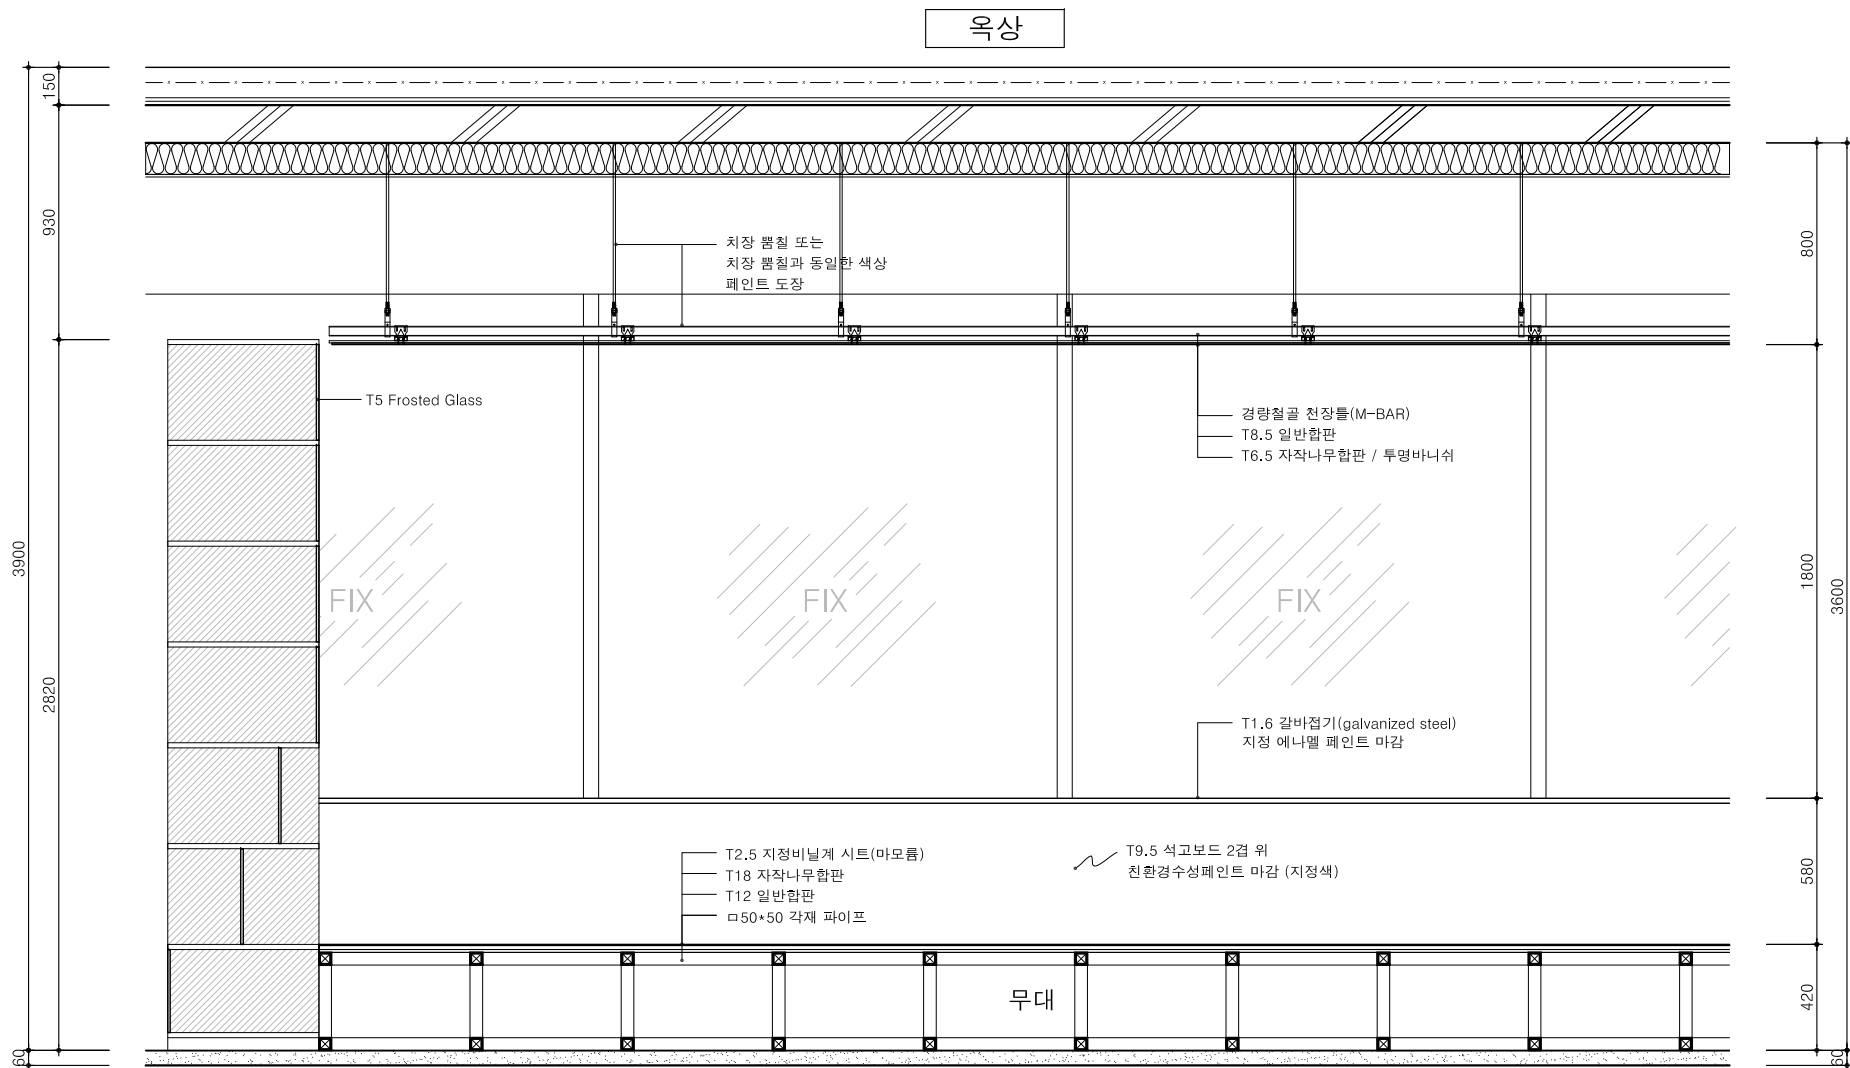 옥상
150
930
800
치장 뿜칠 또는
치장 뿜칠과 동일한 색상
페인트 도장
T5 Frosted Glass
경량철골 천장틀(M-BAR)
T8.5 일반합판
T6.5 자작나무합판 / 투명바니쉬
3900
FIX
FIX
FIX
1800
3600
2820
T1.6 갈바접기(galvanized steel)
지정 에나멜 페인트 마감
T2.5 지정비닐계 시트(마모륨)
T18 자작나무합판
T12 일반합판
ㅁ50*50 각재 파이프
T9.5 석고보드 2겹 위
친환경수성페인트 마감 (지정색)
580
무대
420
60
60